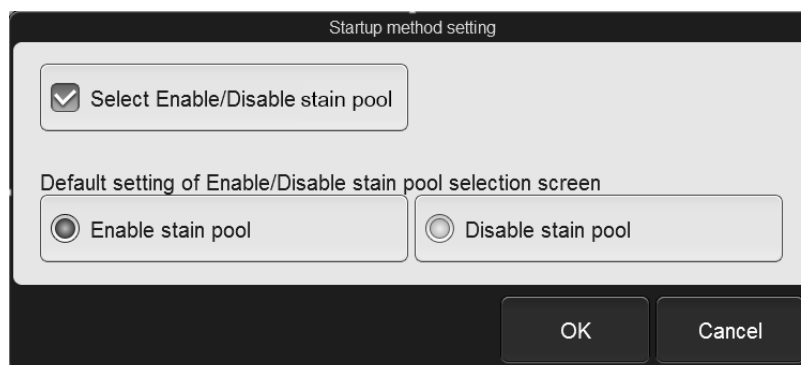 Startup method setting
Select Enable/Disable stain pool
Default setting of Enable/Disable stain pool selection screen
Enable stain pool
Disable stain pool
OK
Cancel